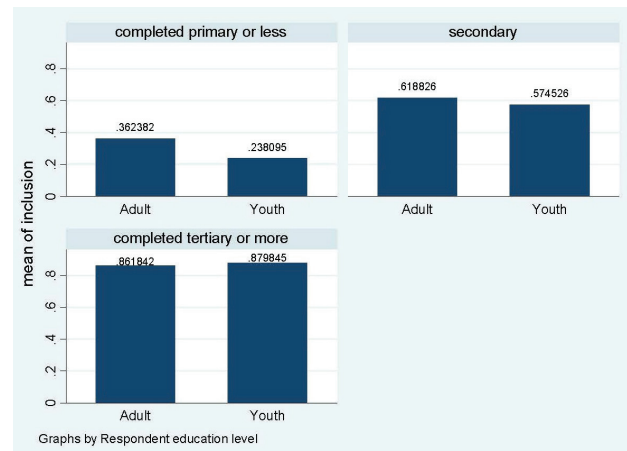 completed primary or less
secondary
mean of inclusion
.8
.6
.4
.2
0
.362382
.238095
Adult
Youth
.618826
.574526
Adult
Youth
completed tertiary or more
.8
.6
.4
.2
0
.861842
.879845
Adult
Youth
Graphs by Respondent education level